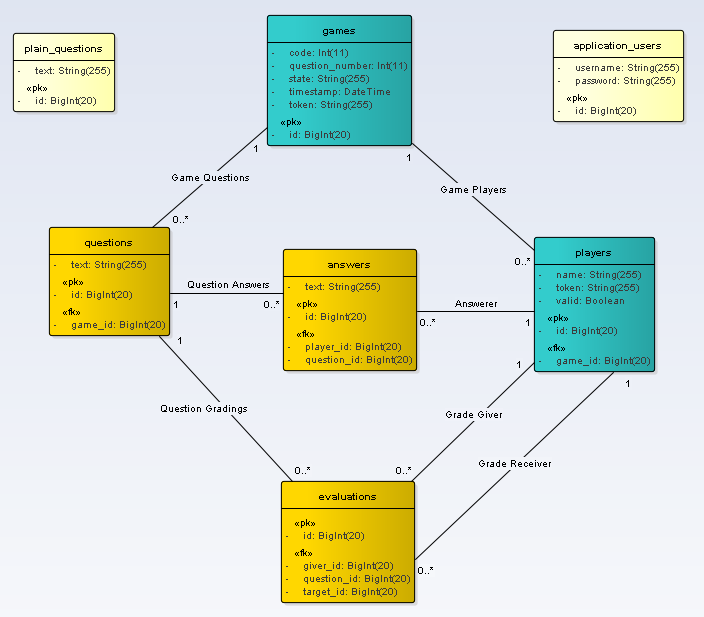 plain_questions
- text: String(255)
«pk»
- id: BigInt(20)
games
- code: Int(11)
- question_number: Int(11)
- state: String(255)
- timestamp: DateTime
- token: String(255)
«pk»
- id: BigInt(20)
application_users
- username: String(255)
- password: String(255)
«pk»
- id: BigInt(20)
1
1
Game Questions
Game Players
0..*
0..*
questions
- text: String(255)
«pk»
- id: BigInt(20)
«fk»
- game_id: BigInt(20)
Question Answers
1
0..*
answers
- text: String(255)
«pk»
- id: BigInt(20)
«fk»
- player_id: BigInt(20)
- question_id: BigInt(20)
Answerer
0..*
1
players
- name: String(255)
- token: String(255)
- valid: Boolean
«pk»
- id: BigInt(20)
«fk»
- game_id: BigInt(20)
1
1
1
Question Gradings
Grade Giver
Grade Receiver
0..*
0..*
0..*
evaluations
«pk»
- id: BigInt(20)
«fk»
- giver_id: BigInt(20)
- question_id: BigInt(20)
- target_id: BigInt(20)